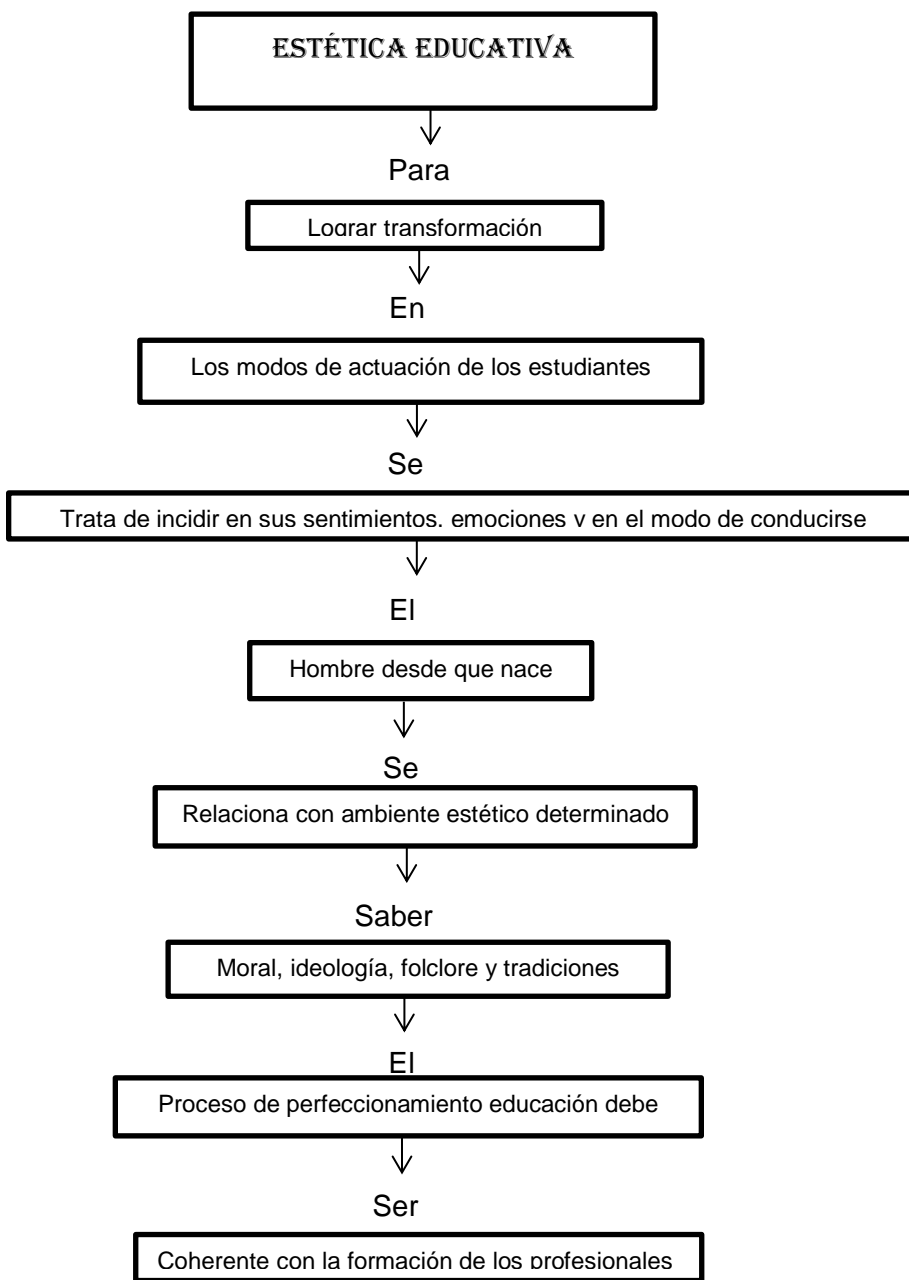 ESTÉTICA EDUCATIVA
Para
Lograr transformación
En
Los modos de actuación de los estudiantes
Se
Trata de incidir en sus sentimientos. emociones y en el modo de conducirse
El
Hombre desde que nace
Se
Relaciona con ambiente estético determinado
Saber
Moral, ideología, folclore y tradiciones
El
Proceso de perfeccionamiento educación debe
Ser
Coherente con la formación de los profesionales